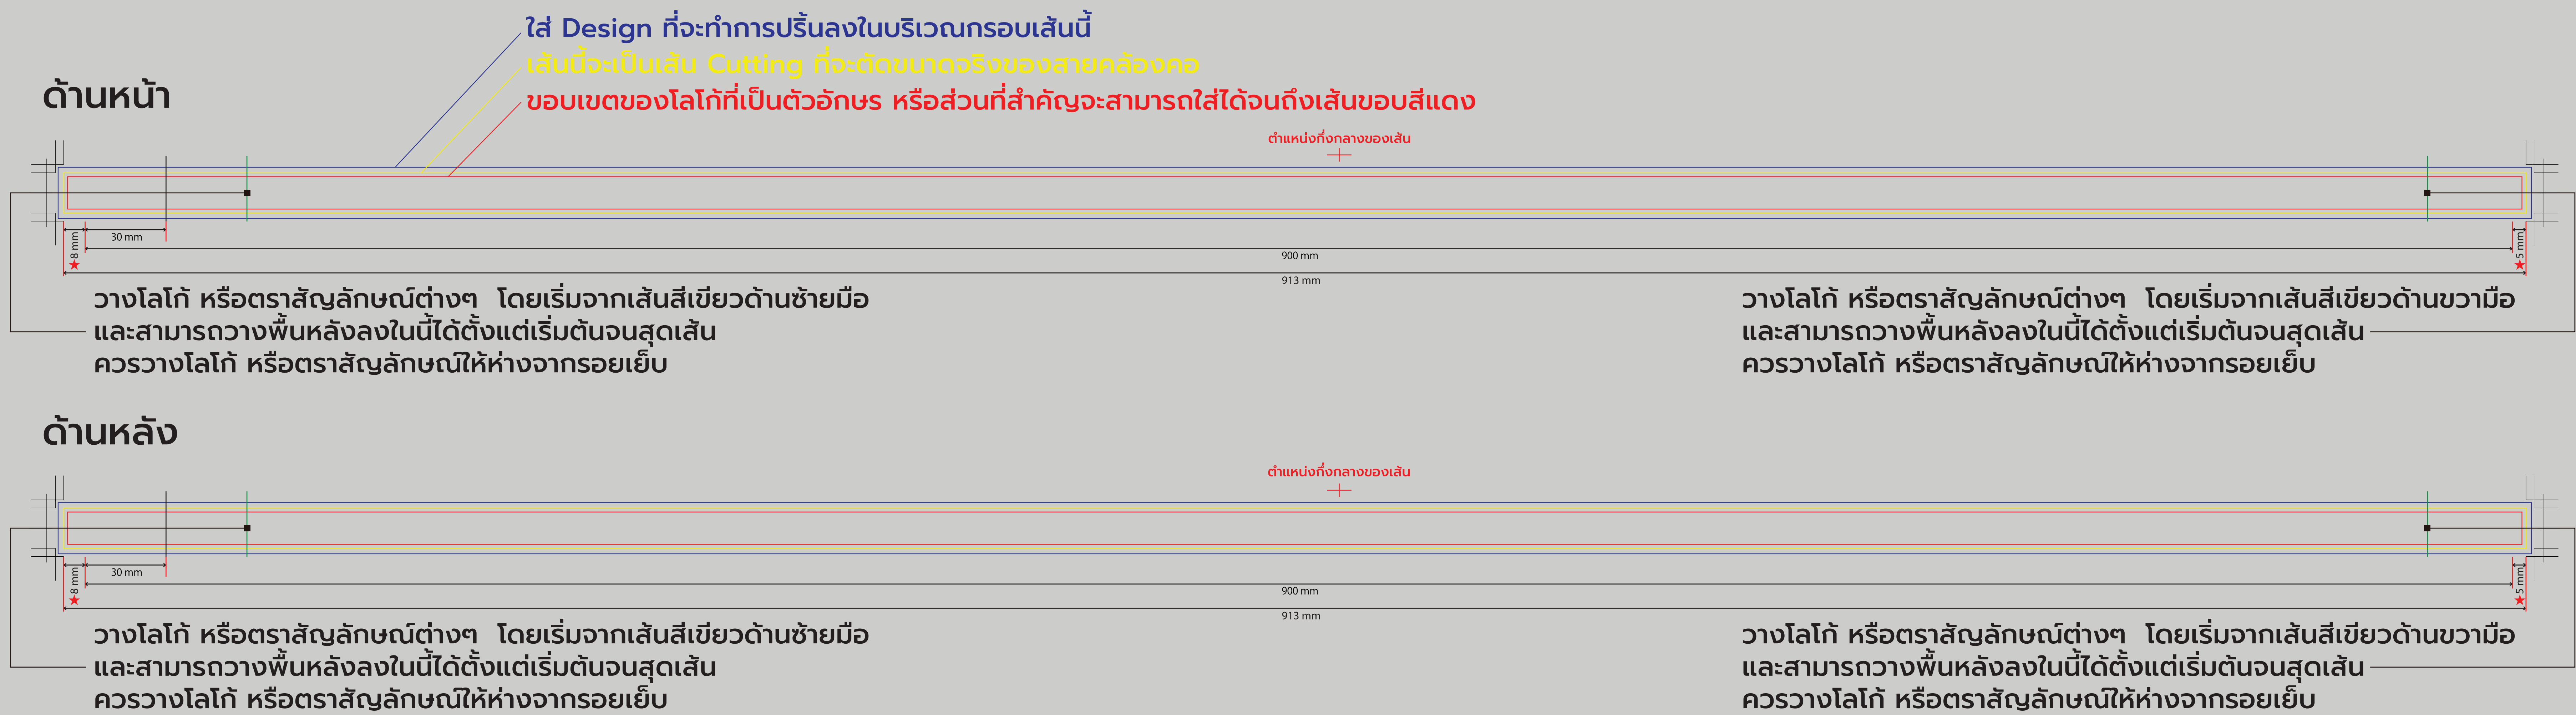 ใส่ Design ที่จะทำการปริ้นลงในบริเวณกรอบเส้นนี้
เส้นนี้จะเป็นเส้น Cutting ที่จะตัดขนาดจริงของสายคล้องคอ
ขอบเขตของโลโก้ที่เป็นตัวอักษร หรือส่วนที่สำคัญจะสามารถใส่ได้จนถึงเส้นขอบสีแดง
ด้านหน้า
ตำแหน่งกึ่งกลางของเส้น
8 mm
30 mm
900 mm
5 mm
913 mm
วางโลโก้ หรือตราสัญลักษณ์ต่างๆ โดยเริ่มจากเส้นสีเขียวด้านซ้ายมือ
และสามารถวางพื้นหลังลงในนี้ได้ตั้งแต่เริ่มต้นจนสุดเส้น
ควรวางโลโก้ หรือตราสัญลักษณ์ให้ห่างจากรอยเย็บ
วางโลโก้ หรือตราสัญลักษณ์ต่างๆ โดยเริ่มจากเส้นสีเขียวด้านขวามือ
และสามารถวางพื้นหลังลงในนี้ได้ตั้งแต่เริ่มต้นจนสุดเส้น
ควรวางโลโก้ หรือตราสัญลักษณ์ให้ห่างจากรอยเย็บ
ด้านหลัง
ตำแหน่งกึ่งกลางของเส้น
8 mm
30 mm
900 mm
5 mm
913 mm
วางโลโก้ หรือตราสัญลักษณ์ต่างๆ โดยเริ่มจากเส้นสีเขียวด้านซ้ายมือ
และสามารถวางพื้นหลังลงในนี้ได้ตั้งแต่เริ่มต้นจนสุดเส้น
ควรวางโลโก้ หรือตราสัญลักษณ์ให้ห่างจากรอยเย็บ
วางโลโก้ หรือตราสัญลักษณ์ต่างๆ โดยเริ่มจากเส้นสีเขียวด้านขวามือ
และสามารถวางพื้นหลังลงในนี้ได้ตั้งแต่เริ่มต้นจนสุดเส้น
ควรวางโลโก้ หรือตราสัญลักษณ์ให้ห่างจากรอยเย็บ